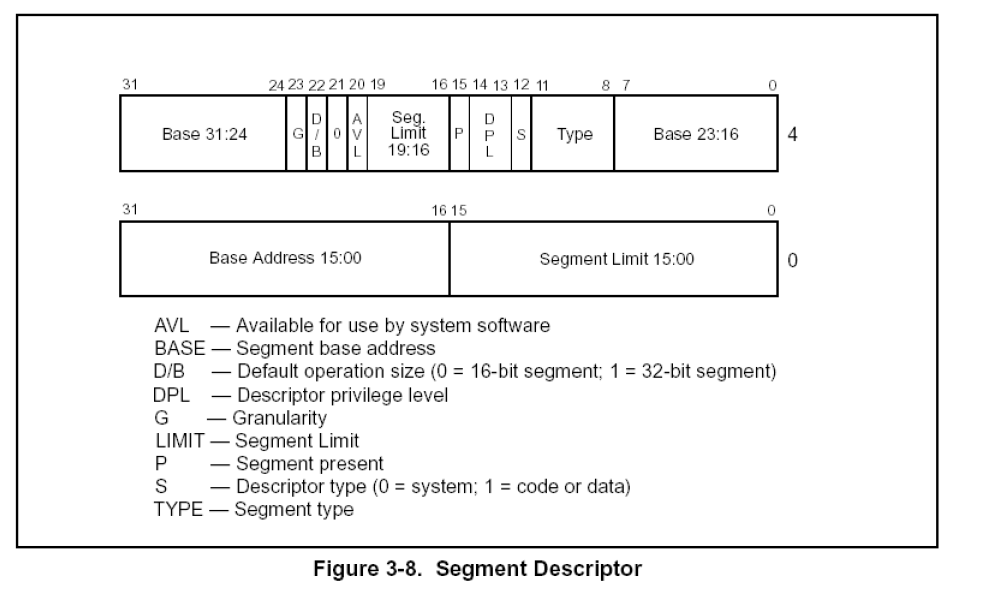 31 24 23 22 21 20 19 16 15 14 13 12 11 8 7 0
Base 31:24 G D/B 0 AVL Seg. Limit 19:16 P DPL S Type Base 23:16 4
31 16 15 0
Base Address 15:00 Segment Limit 15:00 0
AVL — Available for use by system software
BASE — Segment base address
D/B — Default operation size (0 = 16-bit segment; 1 = 32-bit segment)
DPL — Descriptor privilege level
G — Granularity
LIMIT — Segment Limit
P — Segment present
S — Descriptor type (0 = system; 1 = code or data)
TYPE — Segment type
Figure 3-8. Segment Descriptor